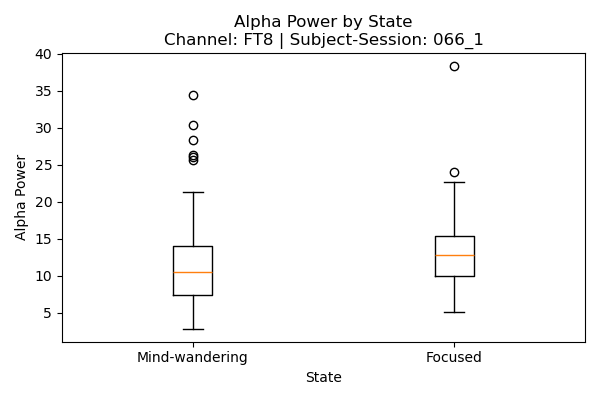 Alpha Power by State
Channel: FT8 | Subject-Session: 066_1
40
35
30
25
20
15
10
5
Alpha Power
Mind-wandering
Focused
State